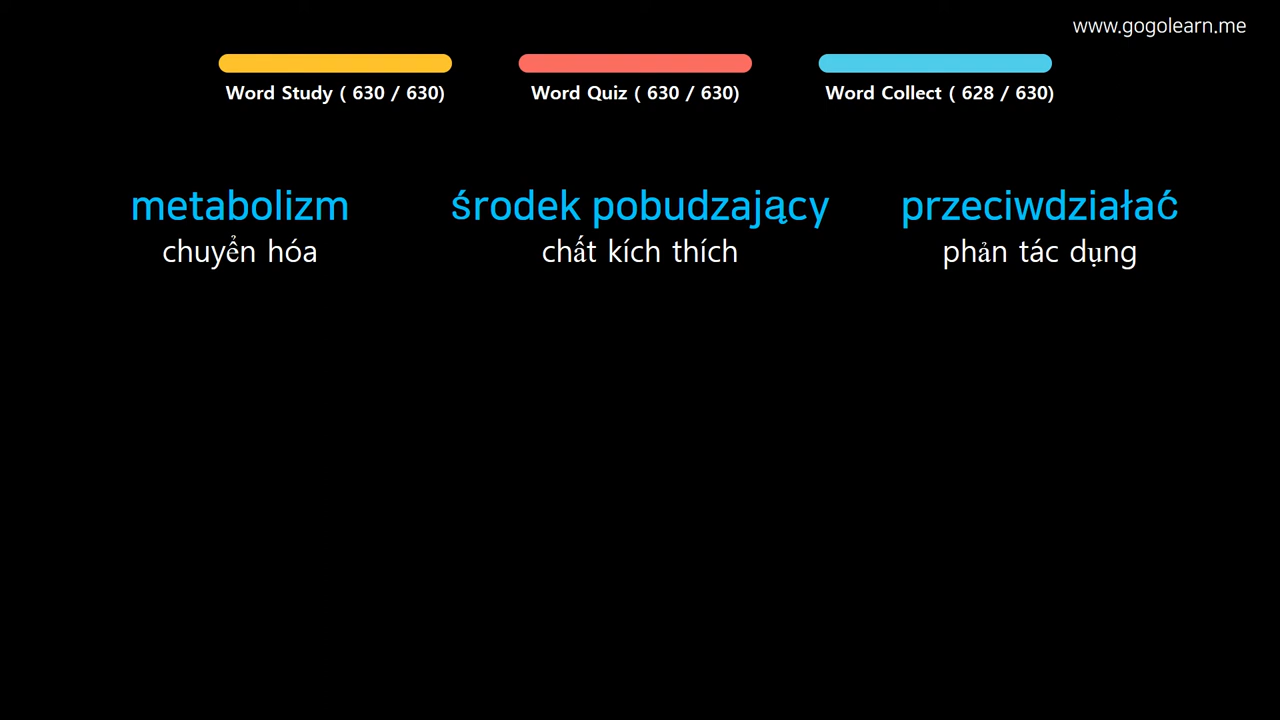 www.gogolearn.me
Word Study ( 630 / 630)
Word Quiz ( 630 / 630)
Word Collect ( 628 / 630)
metabolizm
chuyển hóa
środek pobudzający
chất kích thích
przeciwdziałać
phản tác dụng